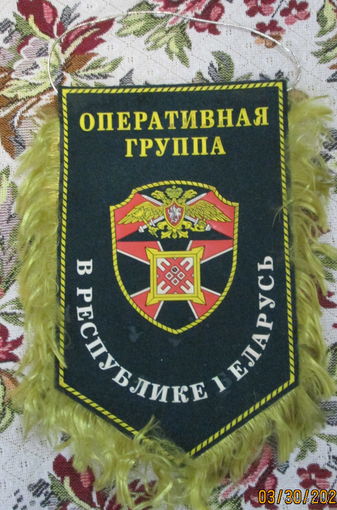 ОПЕРАТИВНАЯ
ГРУППА
В РЕСПУБЛИКЕ БЕЛАРУСЬ
03/30/202